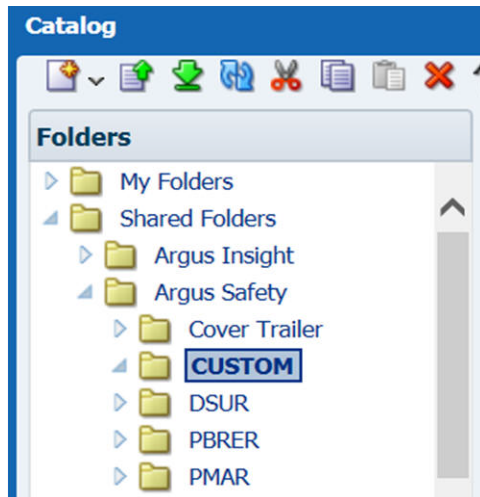 Catalog
Folders
My Folders
Shared Folders
Argus Insight
Argus Safety
Cover Trailer
CUSTOM
DSUR
PBRER
PMAR